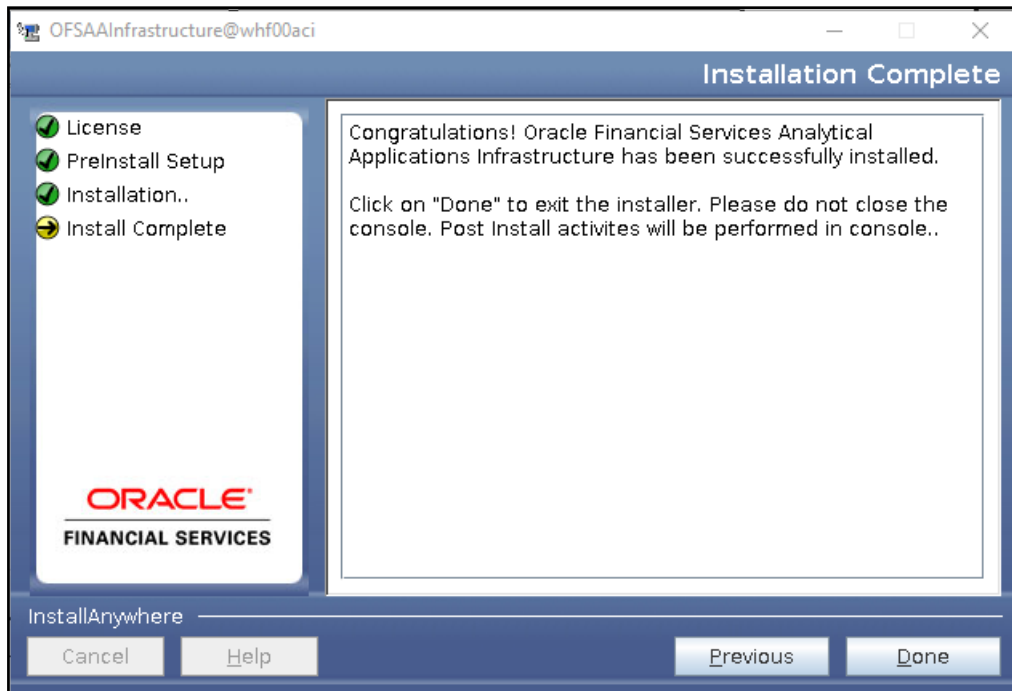 OFSAAInfrastructure@whf00aci
Installation Complete
License
PreInstall Setup
Installation..
Install Complete
Congratulations! Oracle Financial Services Analytical
Applications Infrastructure has been successfully installed.
Click on "Done" to exit the installer. Please do not close the
console. Post Install activites will be performed in console..
ORACLE
FINANCIAL SERVICES
InstallAnywhere
Cancel
Help
Previous
Done